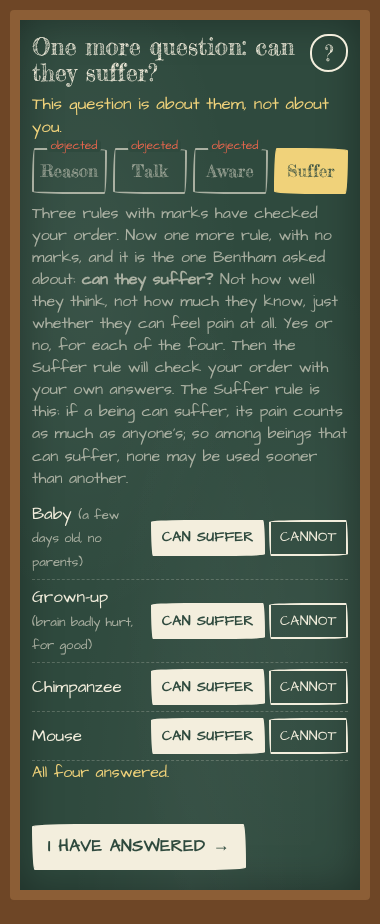 One more question: can
they suffer?
?
This question is about them, not about
you.
objected objected objected
Reason Talk Aware Suffer
Three rules with marks have checked
your order. Now one more rule, with no
marks, and it is the one Bentham asked
about: can they suffer? Not how well
they think, not how much they know, just
whether they can feel pain at all. Yes or
no, for each of the four. Then the
Suffer rule will check your order with
your own answers. The Suffer rule is
this: if a being can suffer, its pain counts
as much as anyone's; so among beings that
can suffer, none may be used sooner
than another.
Baby (a few
days old, no
parents)
CAN SUFFER CANNOT
Grown-up
(brain badly hurt,
for good)
CAN SUFFER CANNOT
Chimpanzee CAN SUFFER CANNOT
Mouse CAN SUFFER CANNOT
All four answered.
I HAVE ANSWERED →